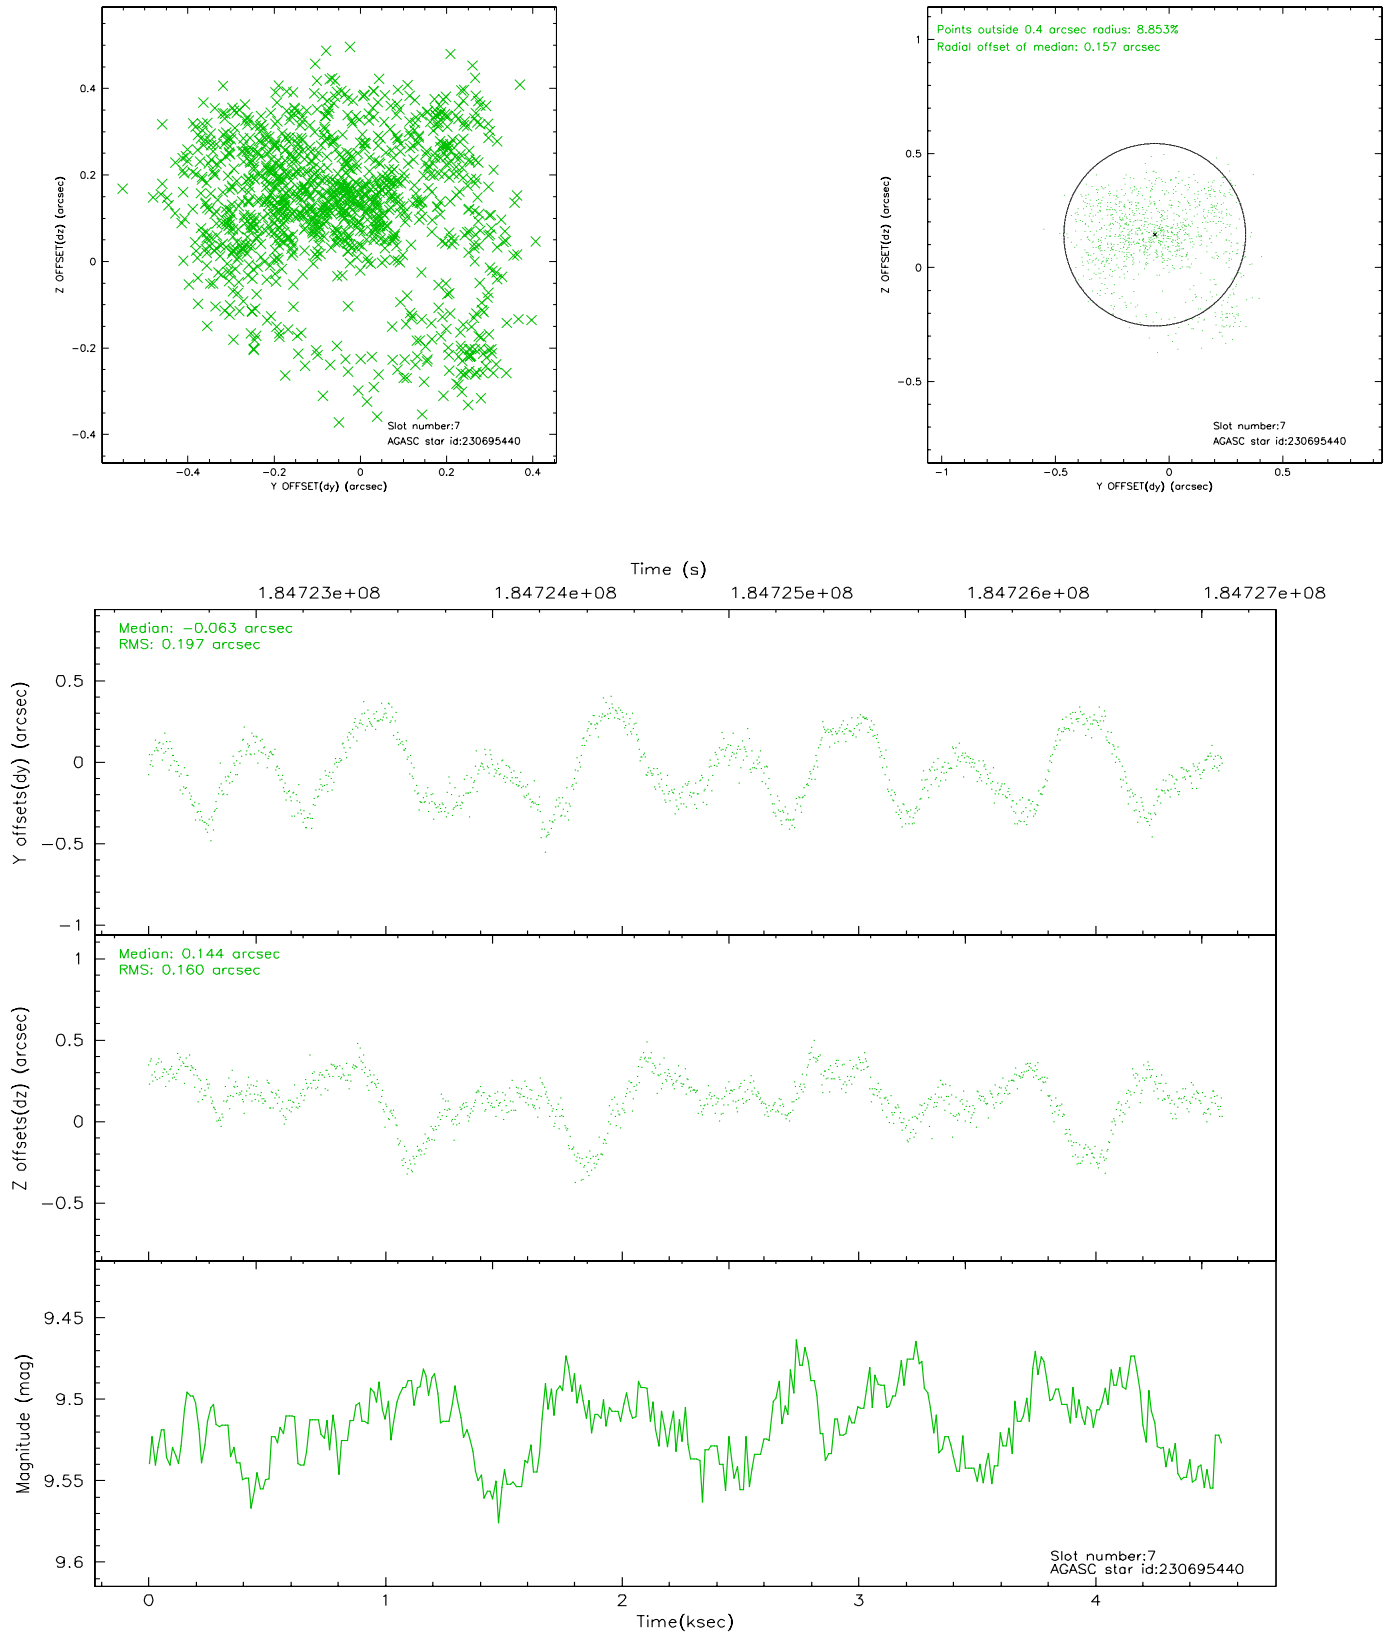 0.4
0.2
0
−0.2
−0.4
Z OFFSET(dz) (arcsec)
Slot number:7
AGASC star id:230695440
−0.4 −0.2 0 0.2 0.4
Y OFFSET(dy) (arcsec)
Points outside 0.4 arcsec radius: 8.853%
Radial offset of median: 0.157 arcsec
1
0.5
0
−0.5
Z OFFSET(dz) (arcsec)
Slot number:7
AGASC star id:230695440
−1 −0.5 0 0.5
Y OFFSET(dy) (arcsec)
Time (s)
1.84723e+08 1.84724e+08 1.84725e+08 1.84726e+08 1.84727e+08
Median: −0.063 arcsec
RMS: 0.197 arcsec
0.5
0
−0.5
−1
Y offsets(dy) (arcsec)
Median: 0.144 arcsec
RMS: 0.160 arcsec
1
0.5
0
−0.5
Z offsets(dz) (arcsec)
9.45
9.5
9.55
9.6
Magnitude (mag)
Slot number:7
AGASC star id:230695440
0 1 2 3 4
Time(ksec)